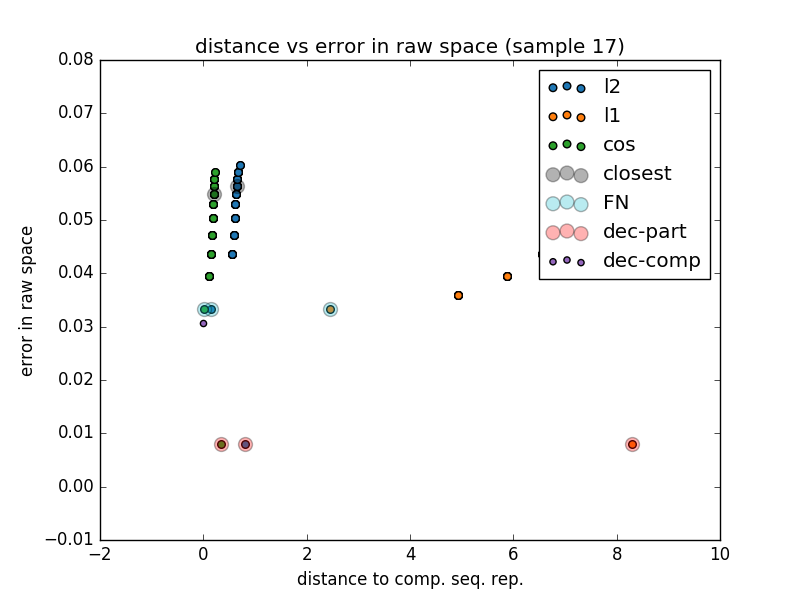 distance vs error in raw space (sample 17)
0.08
0.07
0.06
0.05
0.04
0.03
0.02
0.01
0.00
−0.01
error in raw space
l2
l1
cos
closest
FN
dec-part
dec-comp
−2 0 2 4 6 8 10
distance to comp. seq. rep.